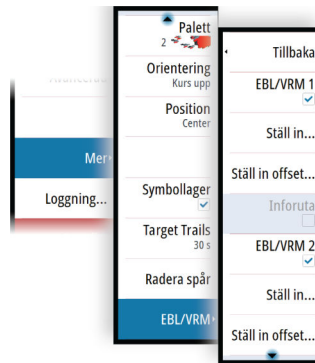 Mer
Loggning...
Palett
2
Orientering
Kurs upp
Position
Center
Symbollager
Target Trails
30 s
Radera spår
EBL/VRM
Tillbaka
EBL/VRM 1
Ställ in...
Ställ in offset...
Inforuta
EBL/VRM 2
Ställ in...
Ställ in offset...